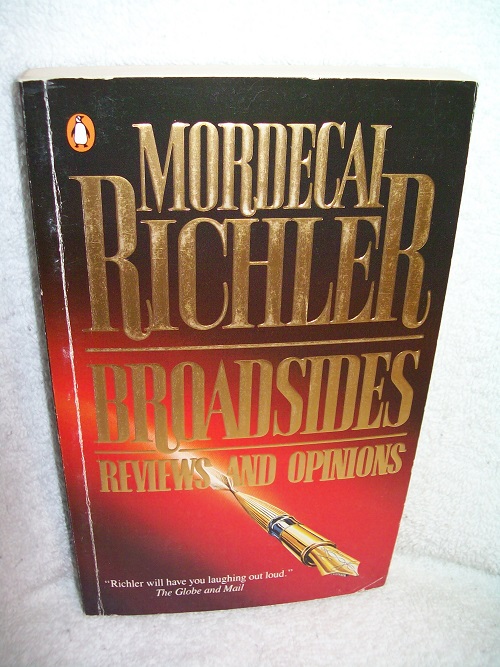 MORDECAI
RICHLER
BROADSIDES
REVIEWS AND OPINIONS
"Richler will have you laughing out loud."
The Globe and Mail